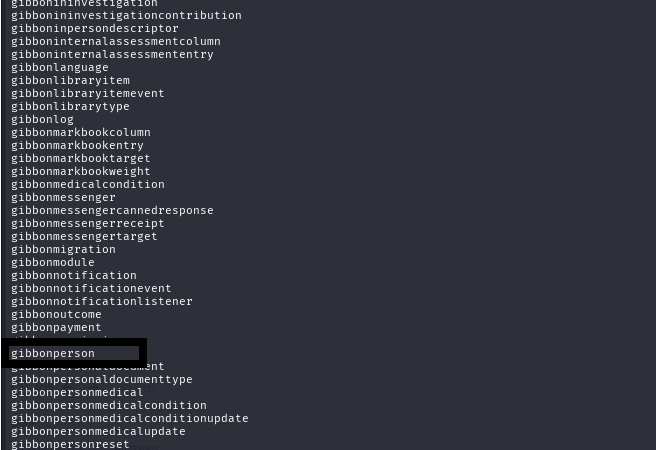 gibbonininvestigation
gibbonininvestigationcontribution
gibboninpersondescriptor
gibboninternalassessmentcolumn
gibboninternalassessmententry
gibbonlanguage
gibbonlibraryitem
gibbonlibraryitemevent
gibbonlibrarytype
gibbonlog
gibbonmarkbookcolumn
gibbonmarkbookentry
gibbonmarkbooktarget
gibbonmarkbookweight
gibbonmedicalcondition
gibbonmessenger
gibbonmessengercannedresponse
gibbonmessengerreceipt
gibbonmessengertarget
gibbonmigration
gibbonmodule
gibbonnotification
gibbonnotificationevent
gibbonnotificationlistener
gibbonoutcome
gibbonpayment
gibbonperson
gibbonpersonaldocument
gibbonpersonaldocumenttype
gibbonpersonmedical
gibbonpersonmedicalcondition
gibbonpersonmedicalconditionupdate
gibbonpersonmedicalupdate
gibbonpersonreset